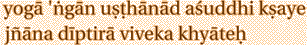 yogā 'ṅgān uṣṭhānād aśuddhi kṣaye
jñāna dīptirā viveka khyāteḥ